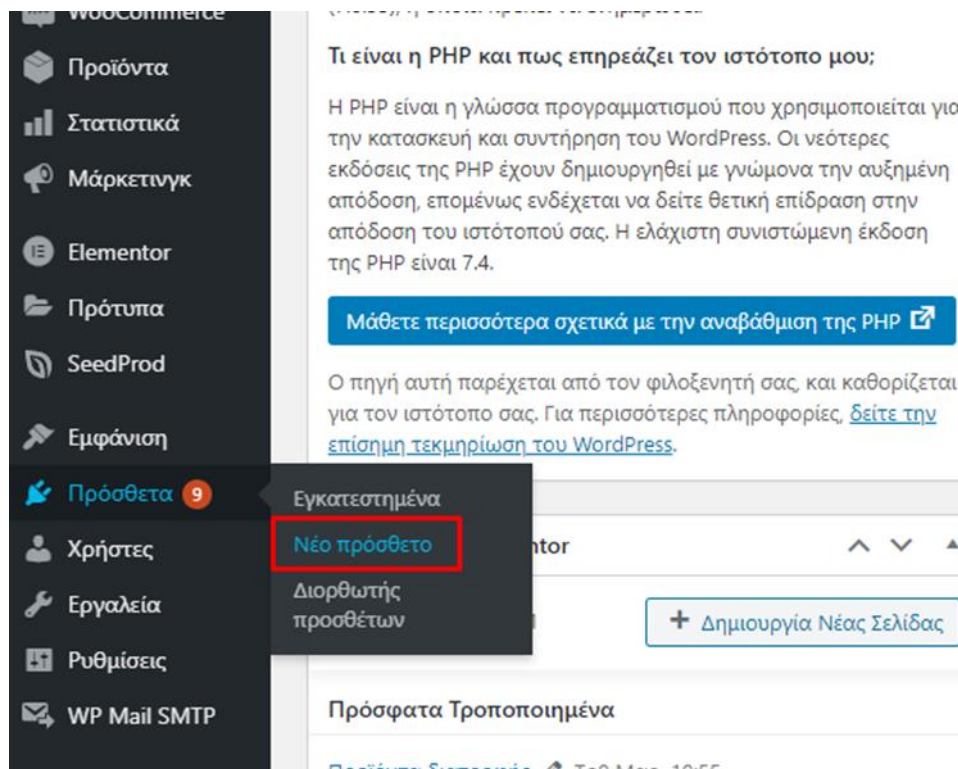 WooCommerce
Προϊόντα
Στατιστικά
Μάρκετινγκ
Elementor
Πρότυπα
SeedProd
Εμφάνιση
Πρόσθετα 9
Χρήστες
Εργαλεία
Ρυθμίσεις
WP Mail SMTP
Εγκατεστημένα
Νέο πρόσθετο
Διορθωτής
προσθέτων
Τι είναι η PHP και πως επηρεάζει τον ιστότοπο μου;
Η PHP είναι η γλώσσα προγραμματισμού που χρησιμοποιείται για
την κατασκευή και συντήρηση του WordPress. Οι νεότερες
εκδόσεις της PHP έχουν δημιουργηθεί με γνώμονα την αυξημένη
απόδοση, επομένως ενδέχεται να δείτε θετική επίδραση στην
απόδοση του ιστότοπού σας. Η ελάχιστη συνιστώμενη έκδοση
της PHP είναι 7.4.
Μάθετε περισσότερα σχετικά με την αναβάθμιση της PHP
Ο πηγή αυτή παρέχεται από τον φιλοξενητή σας, και καθορίζεται
για τον ιστότοπο σας. Για περισσότερες πληροφορίες, δείτε την
επίσημη τεκμηρίωση του WordPress.
ntor
+ Δημιουργία Νέας Σελίδας
Πρόσφατα Τροποποιημένα